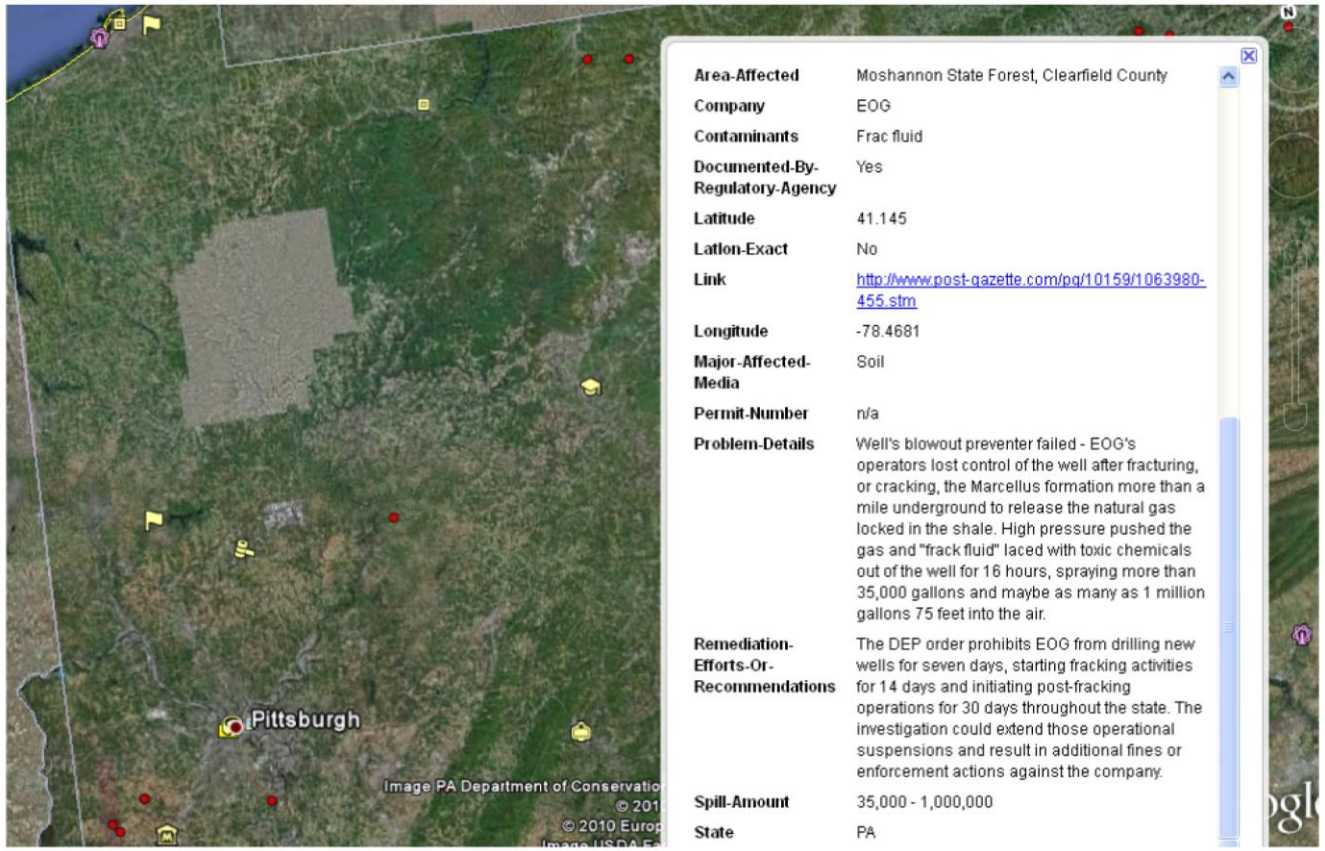 N
Area-Affected Moshannon State Forest, Clearfield County
Company EOG
Contaminants Frac fluid
Documented-By- Yes
Regulatory-Agency
Latitude 41.145
Latlon-Exact No
Link http://www.post-gazette.com/pg/10159/1063980-
455.stm
Longitude -78.4681
Major-Affected- Soil
Media
Permit-Number n/a
Problem-Details Well's blowout preventer failed - EOG's
operators lost control of the well after fracturing,
or cracking, the Marcellus formation more than a
mile underground to release the natural gas
locked in the shale. High pressure pushed the
gas and "frack fluid" laced with toxic chemicals
out of the well for 16 hours, spraying more than
35,000 gallons and maybe as many as 1 million
gallons 75 feet into the air.
Remediation- The DEP order prohibits EOG from drilling new
Efforts-Or- wells for seven days, starting fracking activities
Recommendations for 14 days and initiating post-fracking
operations for 30 days throughout the state. The
investigation could extend those operational
suspensions and result in additional fines or
enforcement actions against the company.
Spill-Amount 35,000 - 1,000,000
State PA
Pittsburgh
Image PA Department of Conservatio
© 201
© 2010 Europ
Image USDA Fa
ogl